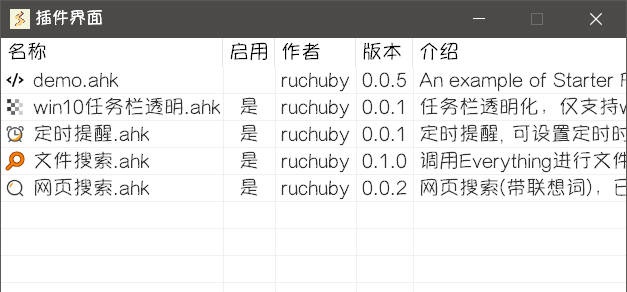 插件界面
名称 启用 作者 版本 介绍
demo.ahk ruchuby 0.0.5 An example of Starter
win10任务栏透明.ahk 是 ruchuby 0.0.1 任务栏透明化，仅支持w
定时提醒.ahk 是 ruchuby 0.0.1 定时提醒, 可设置定时时
文件搜索.ahk 是 ruchuby 0.1.0 调用Everything进行文件
网页搜索.ahk 是 ruchuby 0.0.2 网页搜索(带联想词)，已